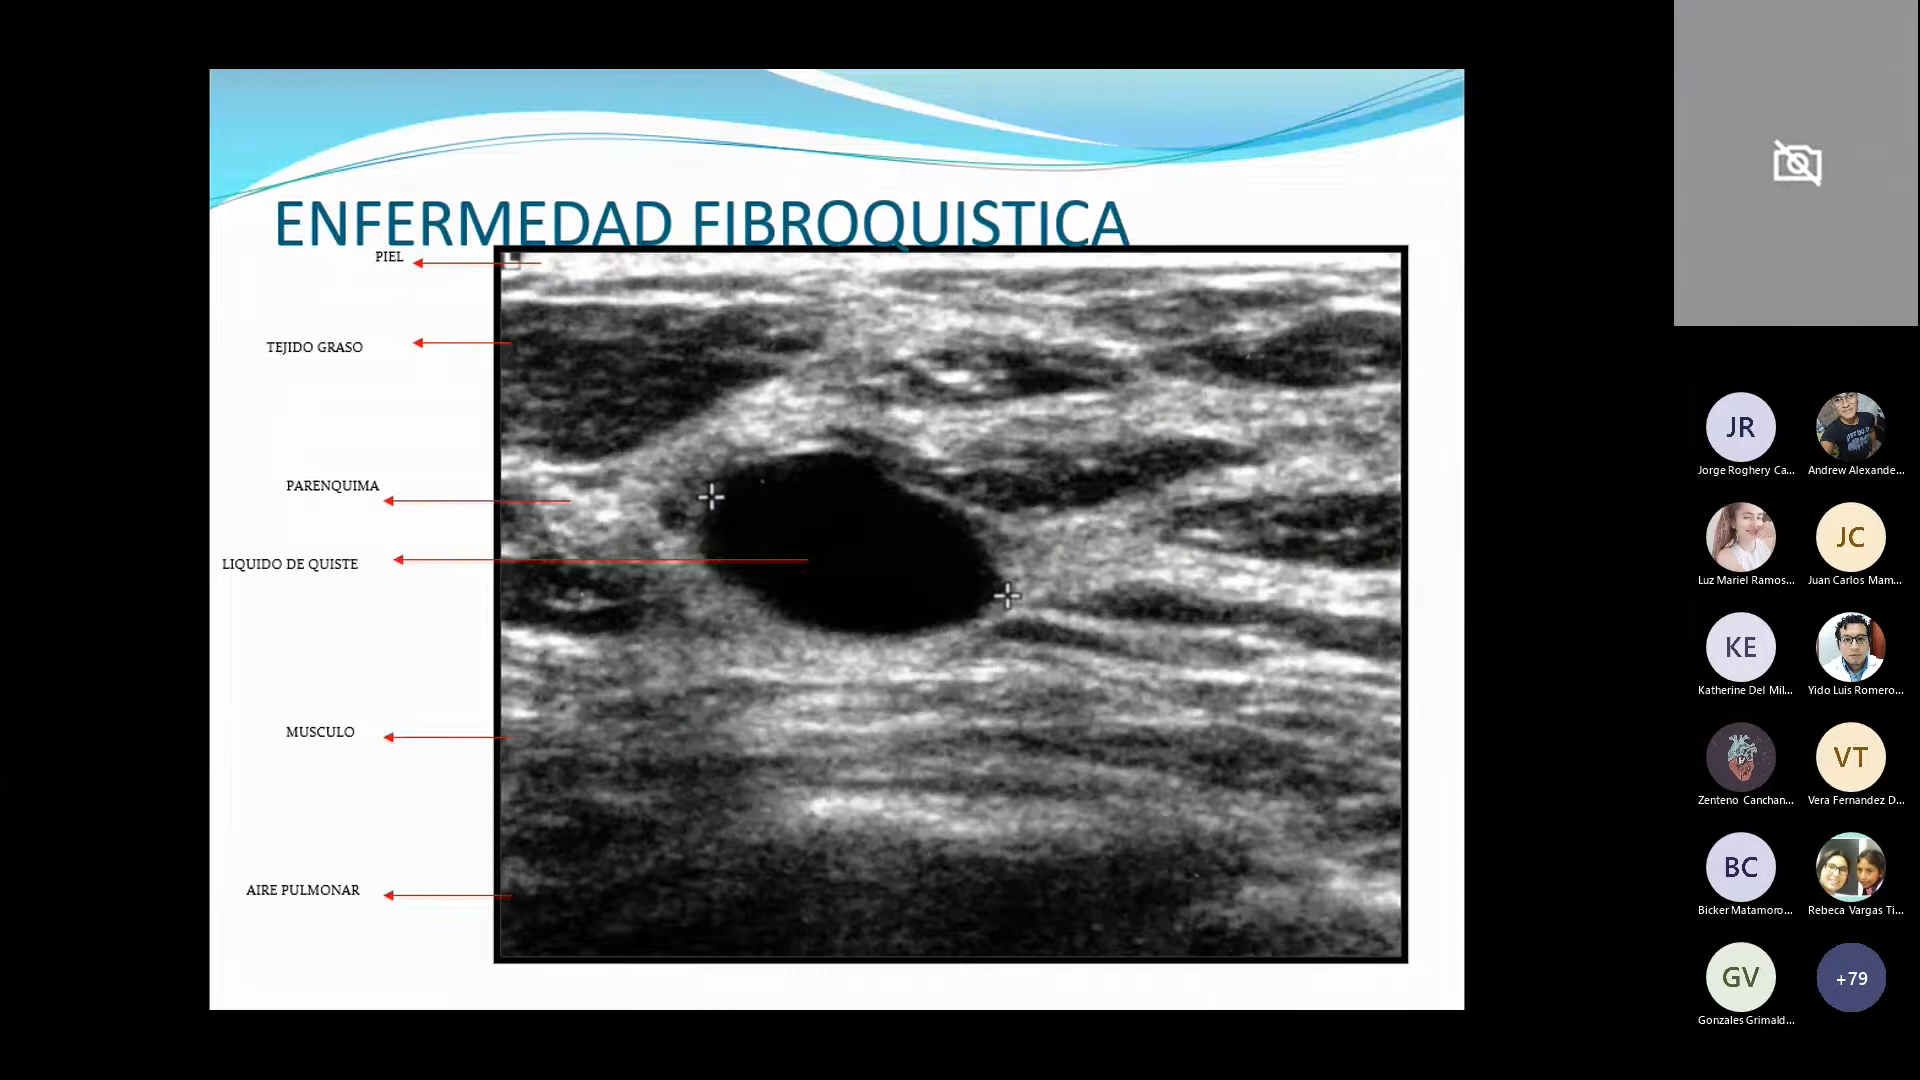 ENFERMEDAD FIBROQUISTICA
PIEL
TEJIDO GRASO
PARENQUIMA
LIQUIDO DE QUISTE
MUSCULO
AIRE PULMONAR
JR
Jorge Roghery Ca...
Andrew Alexande...
Luz Mariel Ramos...
JC
Juan Carlos Mam...
KE
Katherine Del Mil...
Yido Luis Romero...
Zenteno Canchan...
VT
Vera Fernandez D...
BC
Bicker Matamoro...
Rebeca Vargas Ti...
GV
Gonzales Grimald...
+79